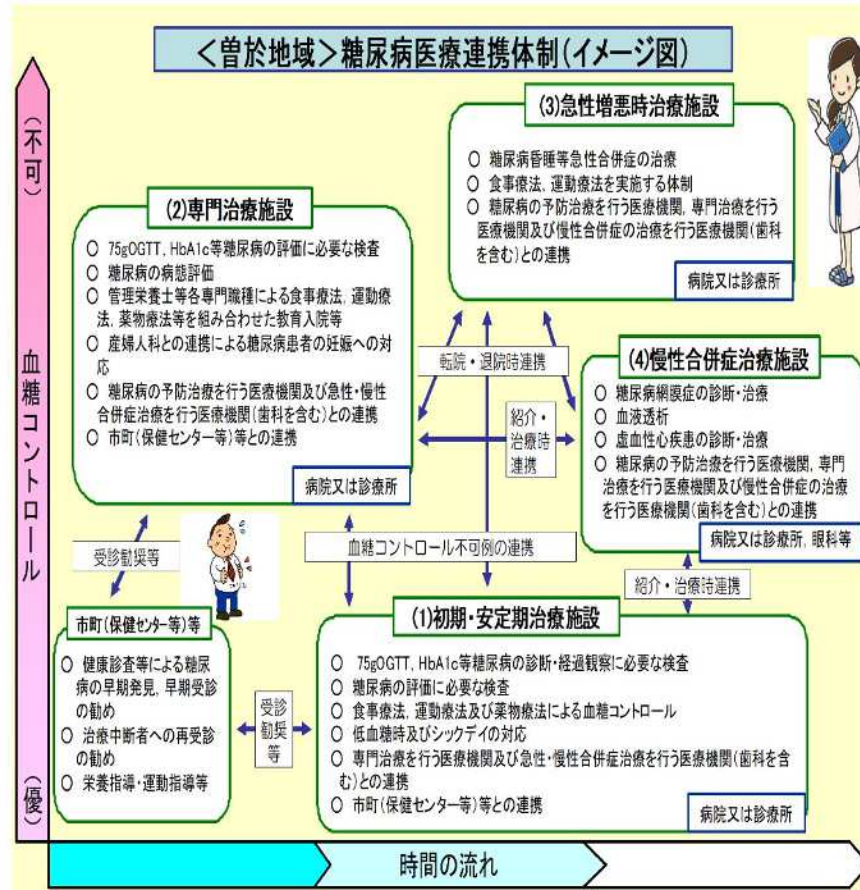 ＜曽於地域＞糖尿病医療連携体制(イメージ図)
(不可)
血糖コントロール
(優)
(3)急性増悪時治療施設
○ 糖尿病昏睡等急性合併症の治療
○ 食事療法，運動療法を実施する体制
○ 糖尿病の予防治療を行う医療機関，専門治療を行う
医療機関及び慢性合併症の治療を行う医療機関(歯科
を含む)との連携
病院又は診療所
(2)専門治療施設
○ 75gOGTT，HbA1c等糖尿病の評価に必要な検査
○ 糖尿病の病態評価
○ 管理栄養士等各専門職種による食事療法，運動療
法，薬物療法等を組み合わせた教育入院等
○ 産婦人科との連携による糖尿病患者の妊娠への対
応
○ 糖尿病の予防治療を行う医療機関及び急性・慢性
合併症治療を行う医療機関(歯科を含む)との連携
○ 市町(保健センター等)等との連携
病院又は診療所
転院・退院時連携
紹介・
治療時
連携
(4)慢性合併症治療施設
○ 糖尿病網膜症の診断・治療
○ 血液透析
○ 虚血性心疾患の診断・治療
○ 糖尿病の予防治療を行う医療機関，専門
治療を行う医療機関及び慢性合併症の治療
を行う医療機関(歯科を含む)との連携
病院又は診療所，眼科等
受診勧奨等
血糖コントロール不可例の連携
紹介・治療時連携
市町(保健センター等)等
○ 健康診査等による糖尿
病の早期発見，早期受診
の勧め
○ 治療中断者への再受診
の勧め
○ 栄養指導・運動指導等
受診
勧奨
等
(1)初期・安定期治療施設
○ 75gOGTT，HbA1c等糖尿病の診断・経過観察に必要な検査
○ 糖尿病の評価に必要な検査
○ 食事療法，運動療法及び薬物療法による血糖コントロール
○ 低血糖時及びシックデイの対応
○ 専門治療を行う医療機関及び急性・慢性合併症治療を行う医療機関(歯科を含
む)との連携
○ 市町(保健センター等)等との連携
病院又は診療所
時間の流れ